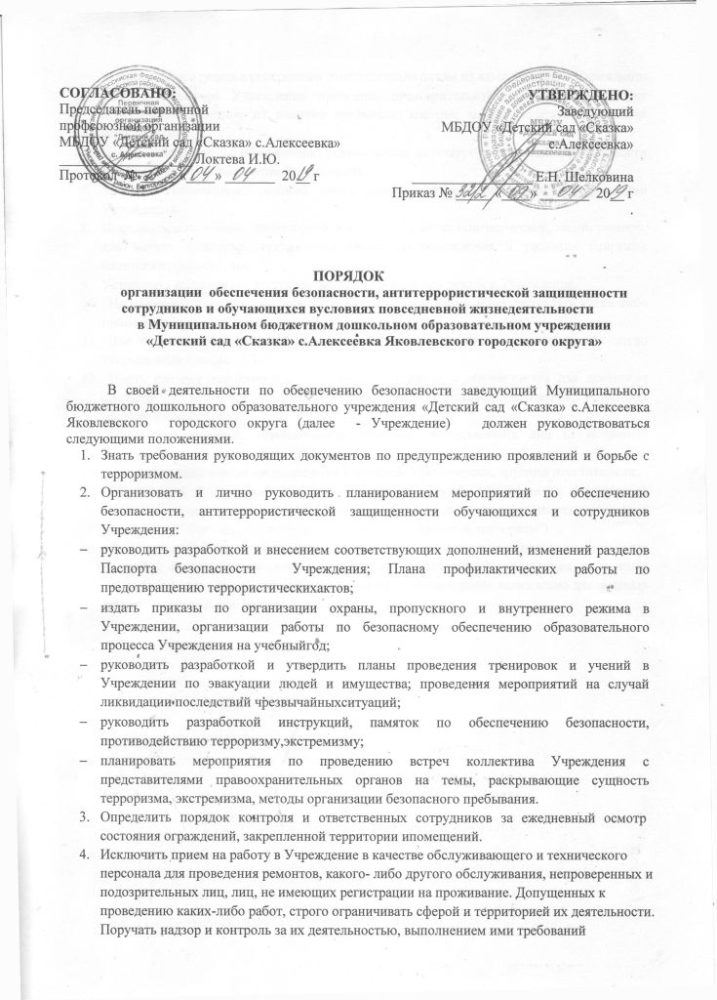 СОГЛАСОВАНО:
Председатель первичной
профсоюзной организации
МБДОУ «Детский сад «Сказка» с.Алексеевка»
Локтева И.Ю.
Протокол № « 04 » 04 2019 г
УТВЕРЖДЕНО:
Заведующий
МБДОУ «Детский сад «Сказка»
с.Алексеевка»
Е.Н. Шелковина
Приказ № 32/2 « 09 » 04 2019 г
.
ПОРЯДОК
организации обеспечения безопасности, антитеррористической защищенности
сотрудников и обучающихся вусловиях повседневной жизнедеятельности
в Муниципальном бюджетном дошкольном образовательном учреждении
«Детский сад «Сказка» с.Алексеевка Яковлевского городского округа»
В своей деятельности по обеспечению безопасности заведующий Муниципального
бюджетного дошкольного образовательного учреждения «Детский сад «Сказка» с.Алексеевка
Яковлевского городского округа (далее - Учреждение) должен руководствоваться
следующими положениями.
1. Знать требования руководящих документов по предупреждению проявлений и борьбе с
терроризмом.
2. Организовать и лично руководить планированием мероприятий по обеспечению
безопасности, антитеррористической защищенности обучающихся и сотрудников
Учреждения:
– руководить разработкой и внесением соответствующих дополнений, изменений разделов
Паспорта безопасности Учреждения; Плана профилактических работы по
предотвращению террористическихактов;
– издать приказы по организации охраны, пропускного и внутреннего режима в
Учреждении, организации работы по безопасному обеспечению образовательного
процесса Учреждения на учебныйгод;
– руководить разработкой и утвердить планы проведения тренировок и учений в
Учреждении по эвакуации людей и имущества; проведения мероприятий на случай
ликвидациипоследствий чрезвычайныхситуаций;
– руководить разработкой инструкций, памяток по обеспечению безопасности,
противодействию терроризму,экстремизму;
– планировать мероприятия по проведению встреч коллектива Учреждения с
представителями правоохранительных органов на темы, раскрывающие сущность
терроризма, экстремизма, методы организации безопасного пребывания.
3. Определить порядок контроля и ответственных сотрудников за ежедневный осмотр
состояния ограждений, закрепленной территории ипомещений.
4. Исключить прием на работу в Учреждение в качестве обслуживающего и технического
персонала для проведения ремонтов, какого- либо другого обслуживания, непроверенных и
подозрительных лиц, лиц, не имеющих регистрации на проживание. Допущенных к
проведению каких-либо работ, строго ограничивать сферой и территорией их деятельности.
Поручать надзор и контроль за их деятельностью, выполнением ими требований